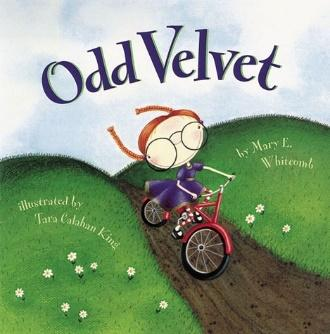 Odd Velvet
by Mary E.
Whitcomb
illustrated by
Tara Calahan King